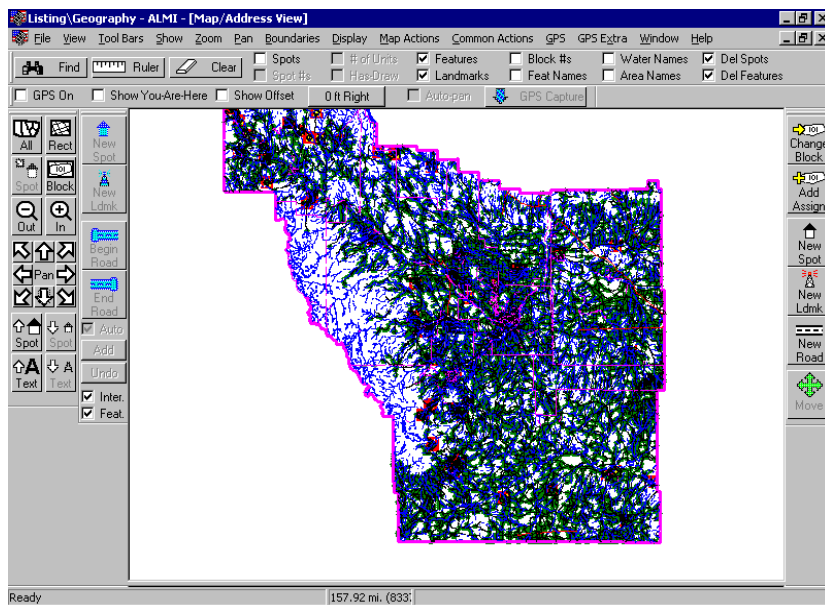 Listing\Geography - ALMI - [Map/Address View]
File View Tool Bars Show Zoom Pan Boundaries Display Map Actions Common Actions GPS GPS Extra Window Help
Find Ruler Clear Spots # of Units Features Block #s Water Names Del Spots
Spot #s Has-Draw Landmarks Feat Names Area Names Del Features
GPS On Show You-Are-Here Show Offset 0 ft Right Auto-pan GPS Capture
All Rect
New Spot
Spot Block
New Ldmk
Out In
Begin Road
Pan
End Road
Spot Spot
Auto
Add
Text Text
Undo
Inter.
Feat.
Change Block
Add Assign
New Spot
New Ldmk
New Road
Move
Ready 157.92 mi. (833